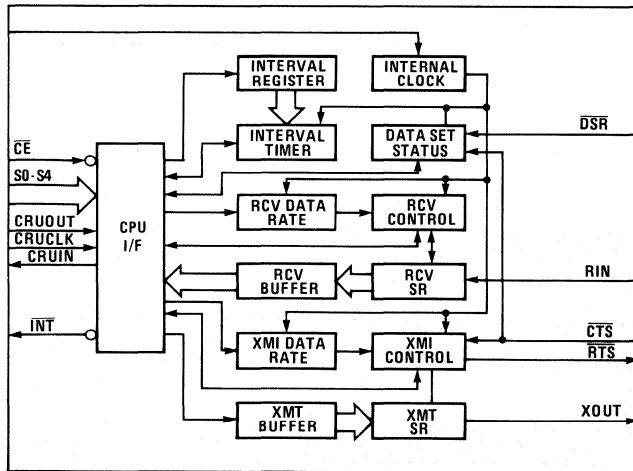 INTERVAL
REGISTER
INTERNAL
CLOCK
INTERVAL
TIMER
DATA SET
STATUS
DSR
CE
S0-S4
CPU
I/F
CRUOUT
CRUCLK
CRUIN
RCV DATA
RATE
RCV
CONTROL
RCV
BUFFER
RCV
SR
RIN
INT
XMI DATA
RATE
XMI
CONTROL
CTS
RTS
XMT
BUFFER
XMT
SR
XOUT